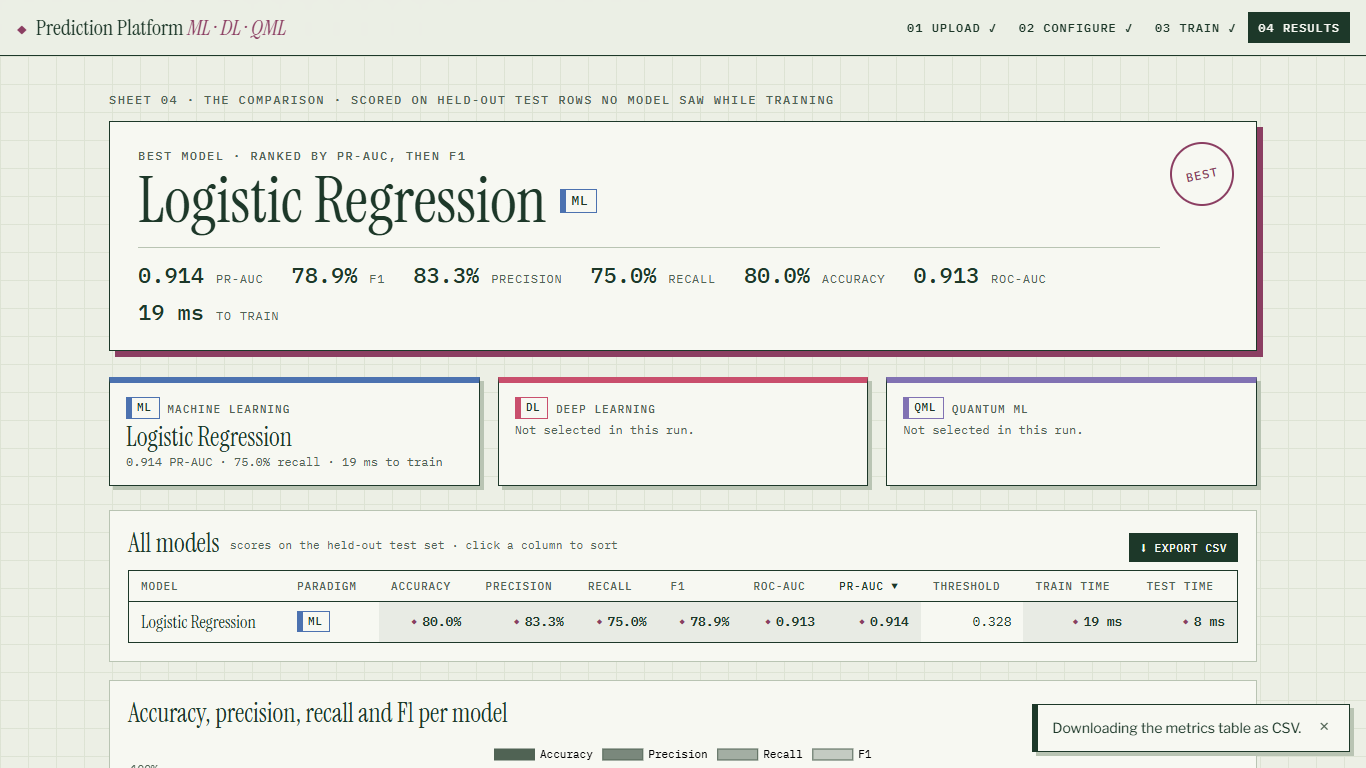 ◆ Prediction Platform ML · DL · QML
01 UPLOAD ✓ 02 CONFIGURE ✓ 03 TRAIN ✓ 04 RESULTS
SHEET 04 · THE COMPARISON · SCORED ON HELD-OUT TEST ROWS NO MODEL SAW WHILE TRAINING
BEST MODEL · RANKED BY PR-AUC, THEN F1
BEST
Logistic Regression ML
0.914 PR-AUC 78.9% F1 83.3% PRECISION 75.0% RECALL 80.0% ACCURACY 0.913 ROC-AUC
19 ms TO TRAIN
ML MACHINE LEARNING
Logistic Regression
0.914 PR-AUC · 75.0% recall · 19 ms to train
DL DEEP LEARNING
Not selected in this run.
QML QUANTUM ML
Not selected in this run.
All models scores on the held-out test set · click a column to sort
⬇ EXPORT CSV
MODEL PARADIGM ACCURACY PRECISION RECALL F1 ROC-AUC PR-AUC ▼ THRESHOLD TRAIN TIME TEST TIME
Logistic Regression ML ◆ 80.0% ◆ 83.3% ◆ 75.0% ◆ 78.9% ◆ 0.913 ◆ 0.914 0.328 ◆ 19 ms ◆ 8 ms
Accuracy, precision, recall and F1 per model
Accuracy Precision Recall F1
100%
Downloading the metrics table as CSV. ✕